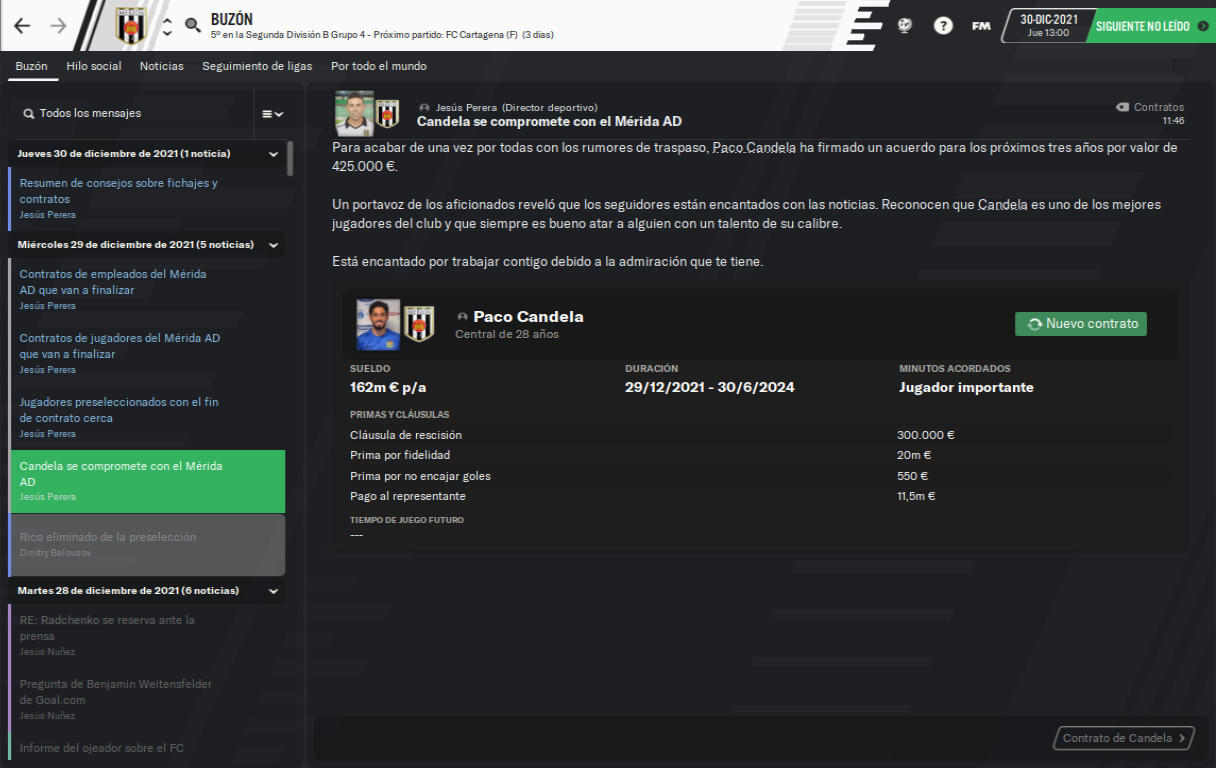 BUZÓN
5º en la Segunda División B Grupo 4 - Próximo partido: FC Cartagena (F) (3 días)
?
FM
30-DIC-2021
Jue 13:00
SIGUIENTE NO LEÍDO
Buzón Hilo social Noticias Seguimiento de ligas Por todo el mundo
Todos los mensajes
Jueves 30 de diciembre de 2021 (1 noticia)
Resumen de consejos sobre fichajes y
contratos
Jesús Perera
Miércoles 29 de diciembre de 2021 (5 noticias)
Contratos de empleados del Mérida
AD que van a finalizar
Jesús Perera
Contratos de jugadores del Mérida AD
que van a finalizar
Jesús Perera
Jugadores preseleccionados con el fin
de contrato cerca
Jesús Perera
Candela se compromete con el Mérida
AD
Jesús Perera
Rico eliminado de la preselección
Dmitry Belousov
Martes 28 de diciembre de 2021 (6 noticias)
RE: Radchenko se reserva ante la
prensa
Jesús Nuñez
Pregunta de Benjamin Weitensfelder
de Goal.com
Jesús Nuñez
Informe del ojeador sobre el FC
Jesús Perera (Director deportivo)
Candela se compromete con el Mérida AD
Contratos
11:46
Para acabar de una vez por todas con los rumores de traspaso, Paco Candela ha firmado un acuerdo para los próximos tres años por valor de
425.000 €.
Un portavoz de los aficionados reveló que los seguidores están encantados con las noticias. Reconocen que Candela es uno de los mejores
jugadores del club y que siempre es bueno atar a alguien con un talento de su calibre.
Está encantado por trabajar contigo debido a la admiración que te tiene.
Paco Candela
Central de 28 años
Nuevo contrato
SUELDO DURACIÓN MINUTOS ACORDADOS
162m € p/a 29/12/2021 - 30/6/2024 Jugador importante
PRIMAS Y CLÁUSULAS
Cláusula de rescisión 300.000 €
Prima por fidelidad 20m €
Prima por no encajar goles 550 €
Pago al representante 11,5m €
TIEMPO DE JUEGO FUTURO
---
Contrato de Candela